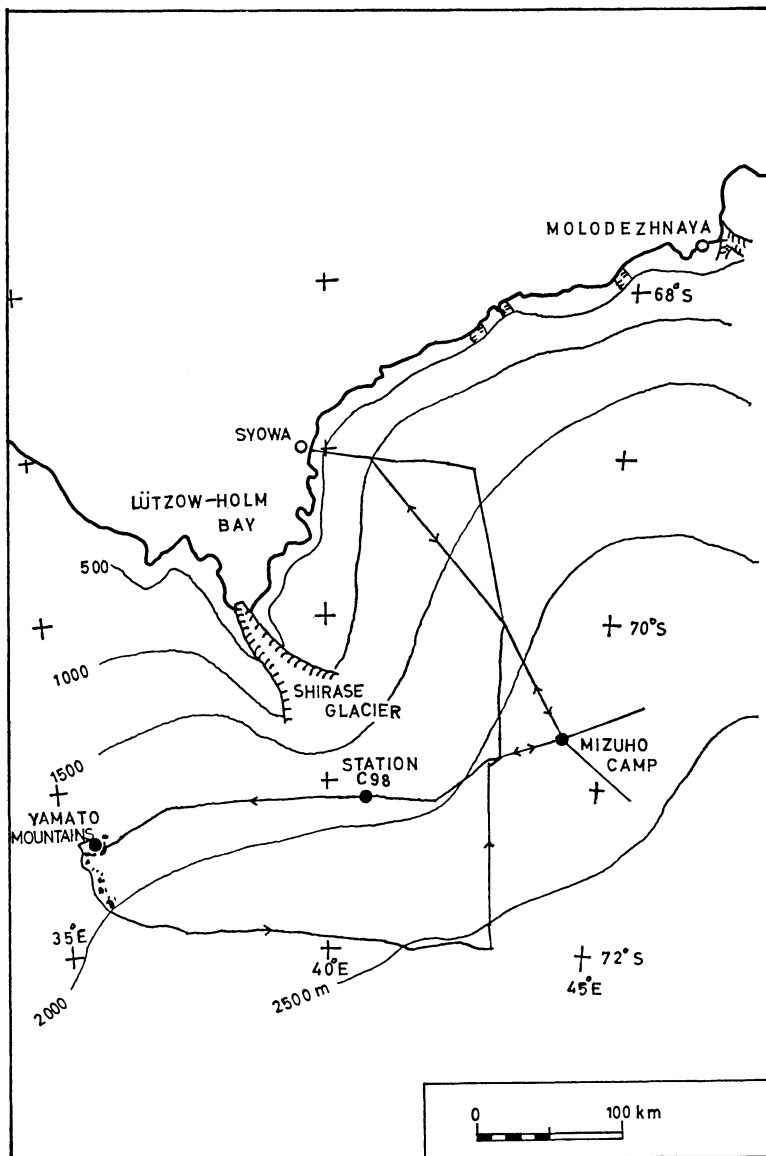 MOLODEZHNAYA
68°S
SYOWA
LÜTZOW-HOLM
BAY
500
70°S
1000
SHIRASE
GLACIER
MIZUHO
CAMP
1500
STATION
C98
YAMATO
MOUNTAINS
35°E
40°E
72°S
45°E
2000
2500 m
0 100 km